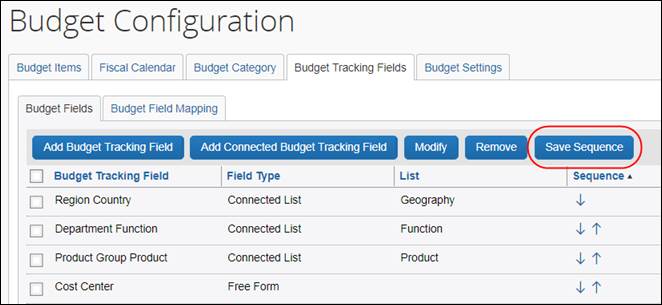 Budget Configuration
Budget Items Fiscal Calendar Budget Category Budget Tracking Fields Budget Settings
Budget Fields Budget Field Mapping
Add Budget Tracking Field Add Connected Budget Tracking Field Modify Remove Save Sequence
Budget Tracking Field Field Type List Sequence
Region Country Connected List Geography
Department Function Connected List Function
Product Group Product Connected List Product
Cost Center Free Form